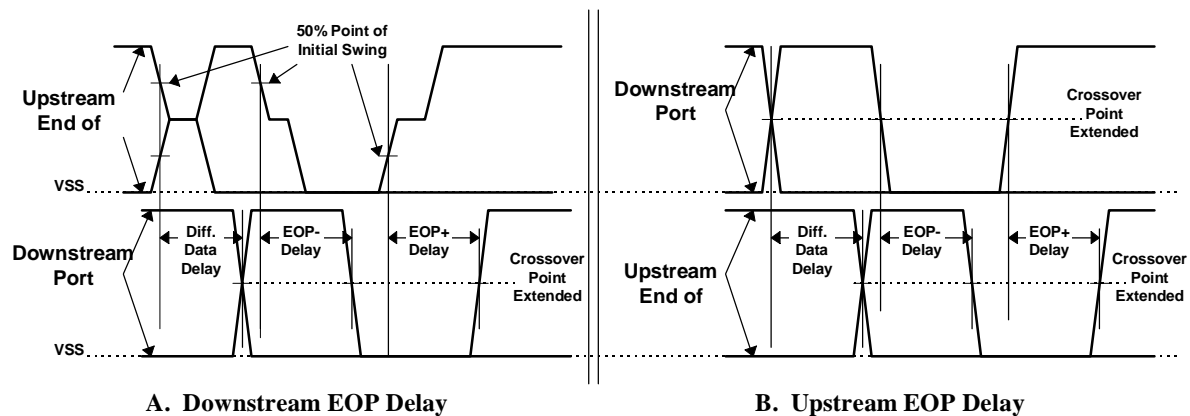 50% Point of
Initial Swing
Upstream
End of
VSS
Downstream
Port
Diff.
Data
Delay
EOP-
Delay
EOP+
Delay
Crossover
Point
Extended
VSS
A. Downstream EOP Delay
Downstream
Port
Crossover
Point
Extended
Upstream
End of
Diff.
Data
Delay
EOP-
Delay
EOP+
Delay
Crossover
Point
Extended
B. Upstream EOP Delay